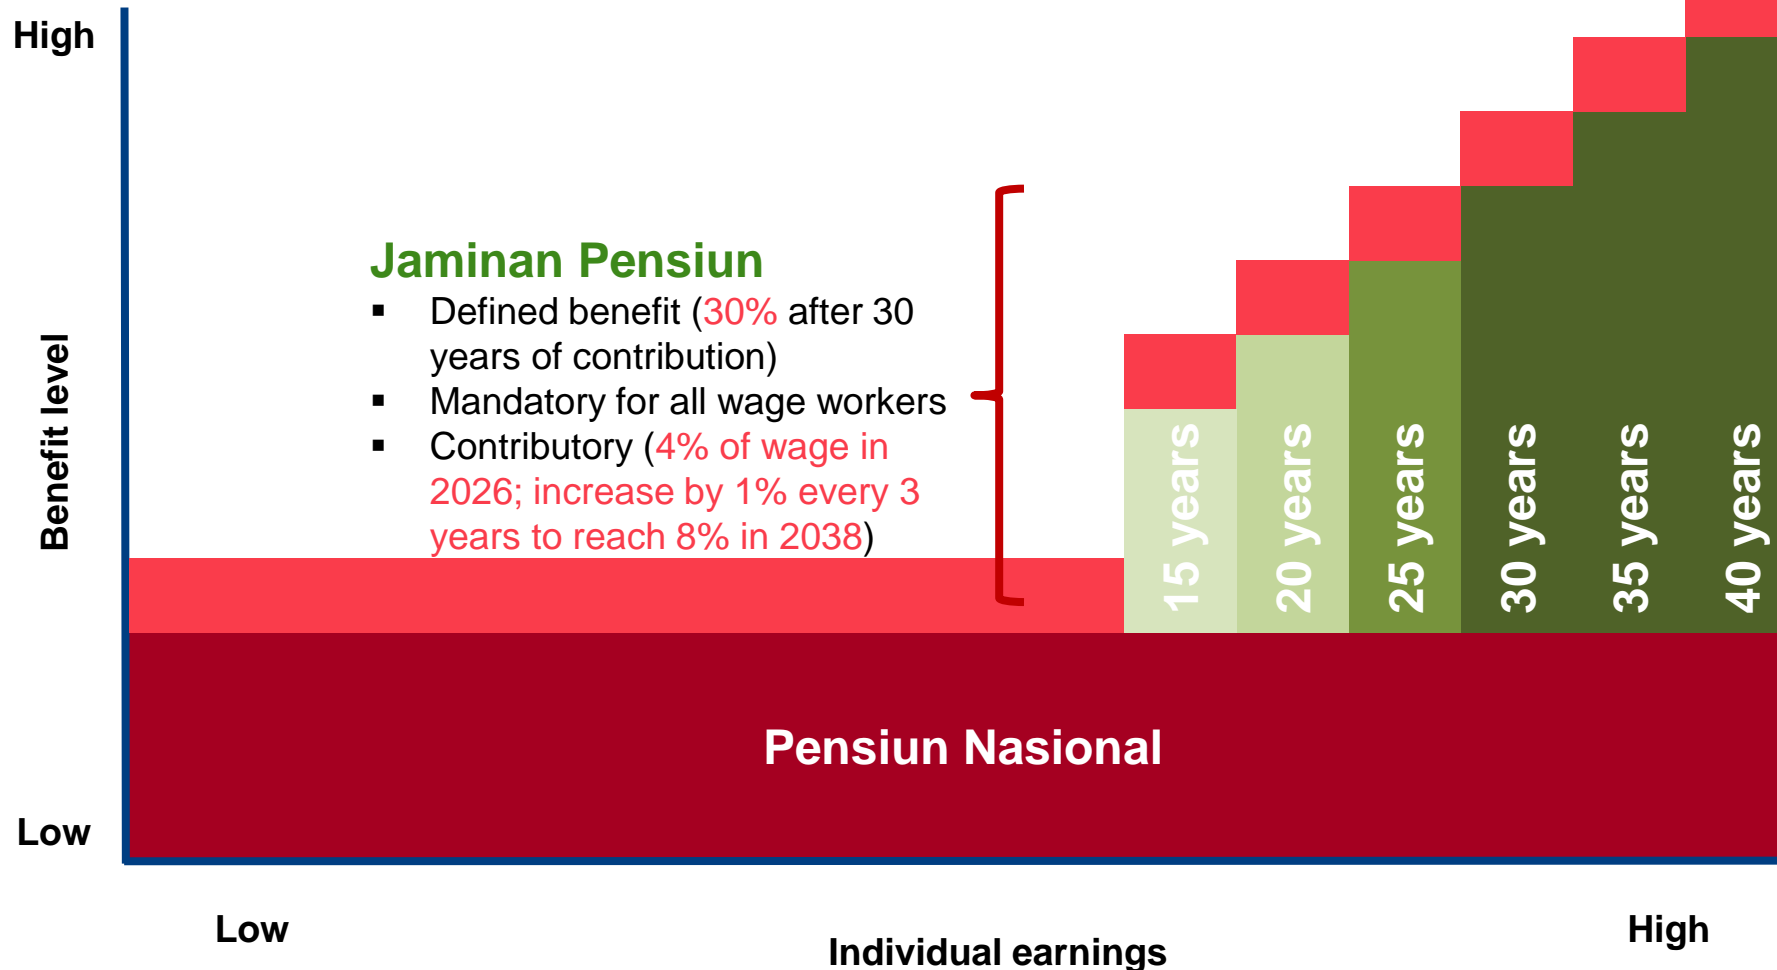 High
Jaminan Pensiun
▪ Defined benefit (30% after 30
years of contribution)
▪ Mandatory for all wage workers
▪ Contributory (4% of wage in
2026; increase by 1% every 3
years to reach 8% in 2038)
Benefit level
15 years
20 years
25 years
30 years
35 years
40 years
Pensiun Nasional
Low
Low
High
Individual earnings